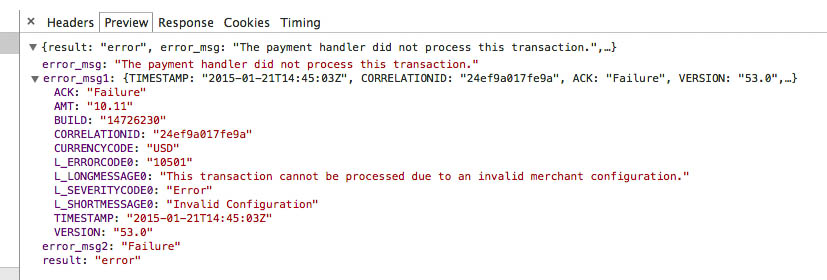 × Headers Preview Response Cookies Timing
▼ {result: "error", error_msg: "The payment handler did not process this transaction.",…}
error_msg: "The payment handler did not process this transaction."
▼ error_msg1: {TIMESTAMP: "2015-01-21T14:45:03Z", CORRELATIONID: "24ef9a017fe9a", ACK: "Failure", VERSION: "53.0",…}
ACK: "Failure"
AMT: "10.11"
BUILD: "14726230"
CORRELATIONID: "24ef9a017fe9a"
CURRENCYCODE: "USD"
L_ERRORCODE0: "10501"
L_LONGMESSAGE0: "This transaction cannot be processed due to an invalid merchant configuration."
L_SEVERITYCODE0: "Error"
L_SHORTMESSAGE0: "Invalid Configuration"
TIMESTAMP: "2015-01-21T14:45:03Z"
VERSION: "53.0"
error_msg2: "Failure"
result: "error"